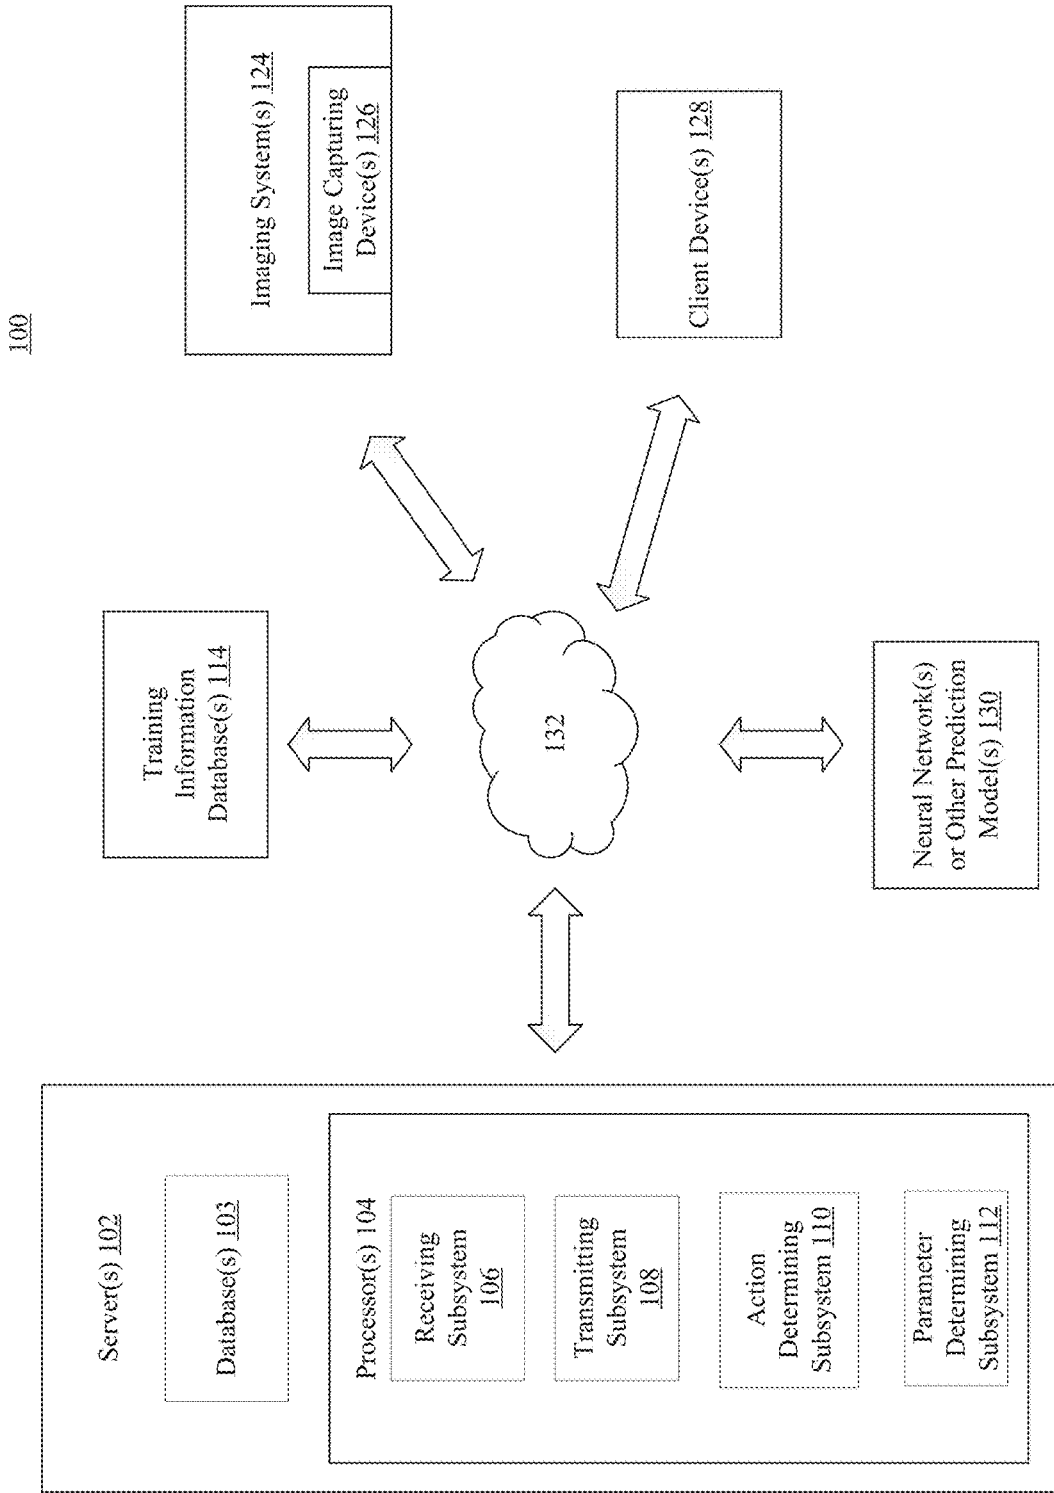 100
Server(s) 102
Database(s) 103
Processor(s) 104
Receiving
Subsystem
106
Transmitting
Subsystem
108
Action
Determining
Subsystem 110
Parameter
Determining
Subsystem 112
Training
Information
Database(s) 114
132
Neural Network(s)
or Other Prediction
Model(s) 130
Imaging System(s) 124
Image Capturing
Device(s) 126
Client Device(s) 128